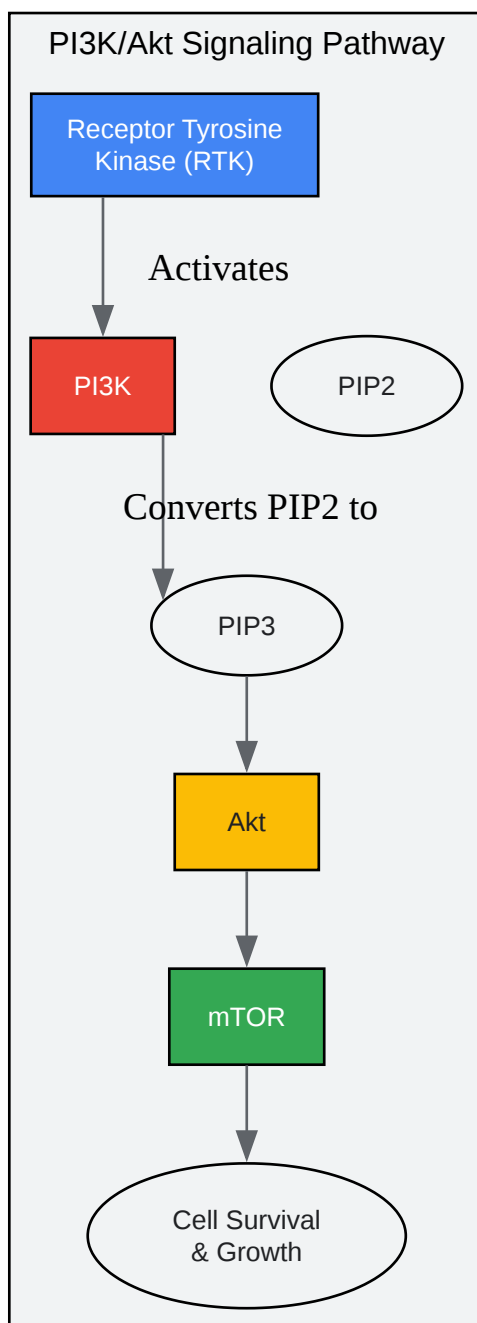 PI3K/Akt Signaling Pathway
Receptor Tyrosine
Kinase (RTK)
Activates
PI3K
PIP2
Converts PIP2 to
PIP3
Akt
mTOR
Cell Survival
& Growth